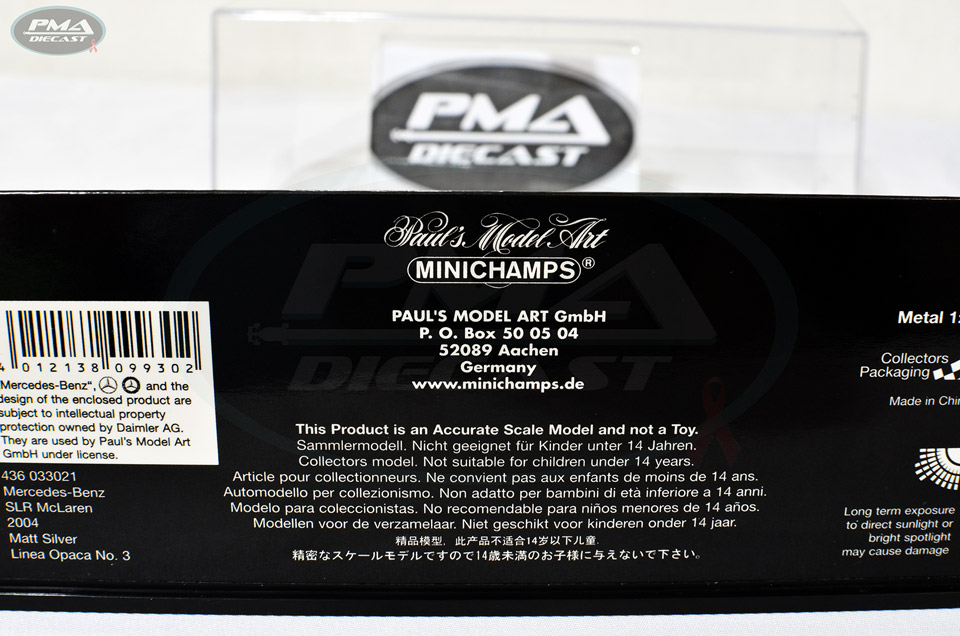 PMA
DIECAST
PMA
DIECAST
Paul's Model Art
MINICHAMPS®
PAUL'S MODEL ART GmbH
P. O. Box 50 05 04
52089 Aachen
Germany
www.minichamps.de
4 012138 099302
"Mercedes-Benz", and the
design of the enclosed product are
subject to intellectual property
protection owned by Daimler AG.
They are used by Paul's Model Art
GmbH under license.
436 033021
Mercedes-Benz
SLR McLaren
2004
Matt Silver
Linea Opaca No. 3
This Product is an Accurate Scale Model and not a Toy.
Sammlermodell. Nicht geeignet für Kinder unter 14 Jahren.
Collectors model. Not suitable for children under 14 years.
Article pour collectionneurs. Ne convient pas aux enfants de moins de 14 ans.
Automodello per collezionismo. Non adatto per bambini di età inferiore a 14 anni.
Modelo para coleccionistas. No recomendable para niños menores de 14 años.
Modellen voor de verzamelaar. Niet geschikt voor kinderen onder 14 jaar.
精品模型, 此产品不适合14岁以下儿童.
精密なスケールモデルですので14歳未満のお子様に与えないで下さい。
Metal 1:
Collectors
Packaging
Made in Chin
Long term exposure
to direct sunlight or
bright spotlight
may cause damage
PMA
DIECAST